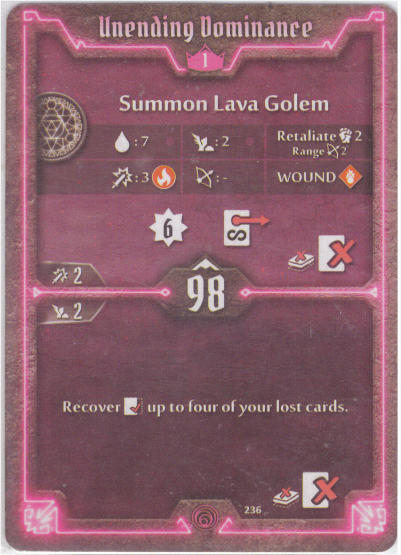 Unending Dominance
1
Summon Lava Golem
: 7
: 2
Retaliate 2
Range 2
: 3
: -
WOUND
6
2
98
2
Recover up to four of your lost cards.
236